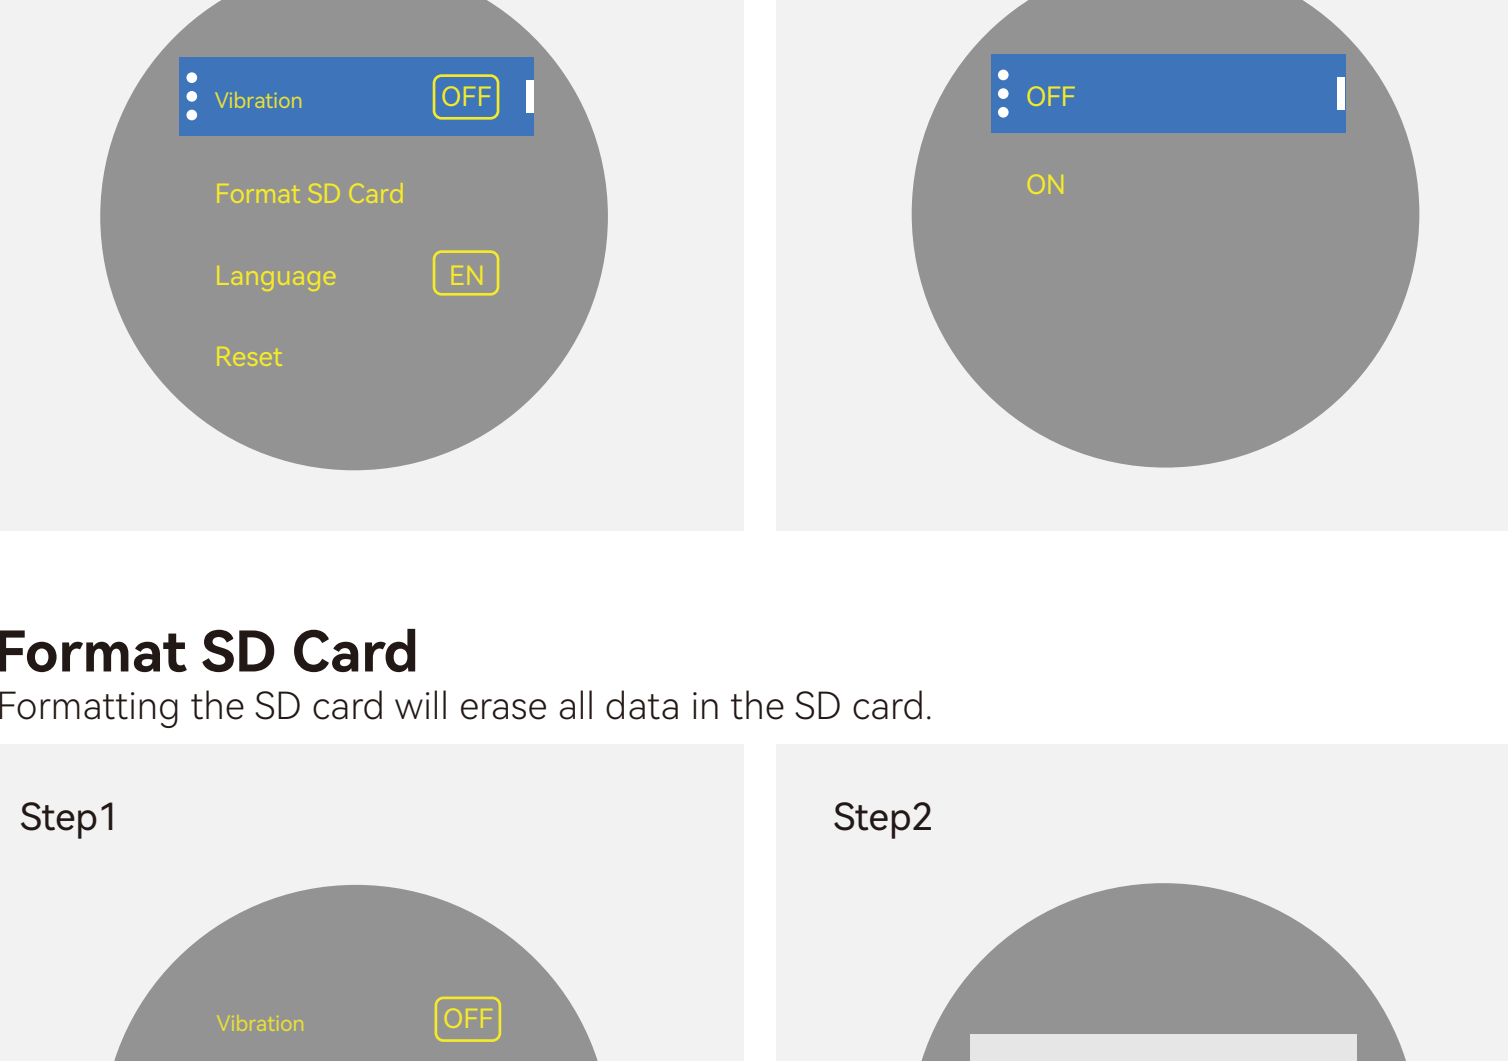 Vibration OFF
Format SD Card
Language EN
Reset
OFF
ON
Format SD Card
Formatting the SD card will erase all data in the SD card.
Step1
Vibration OFF
Step2